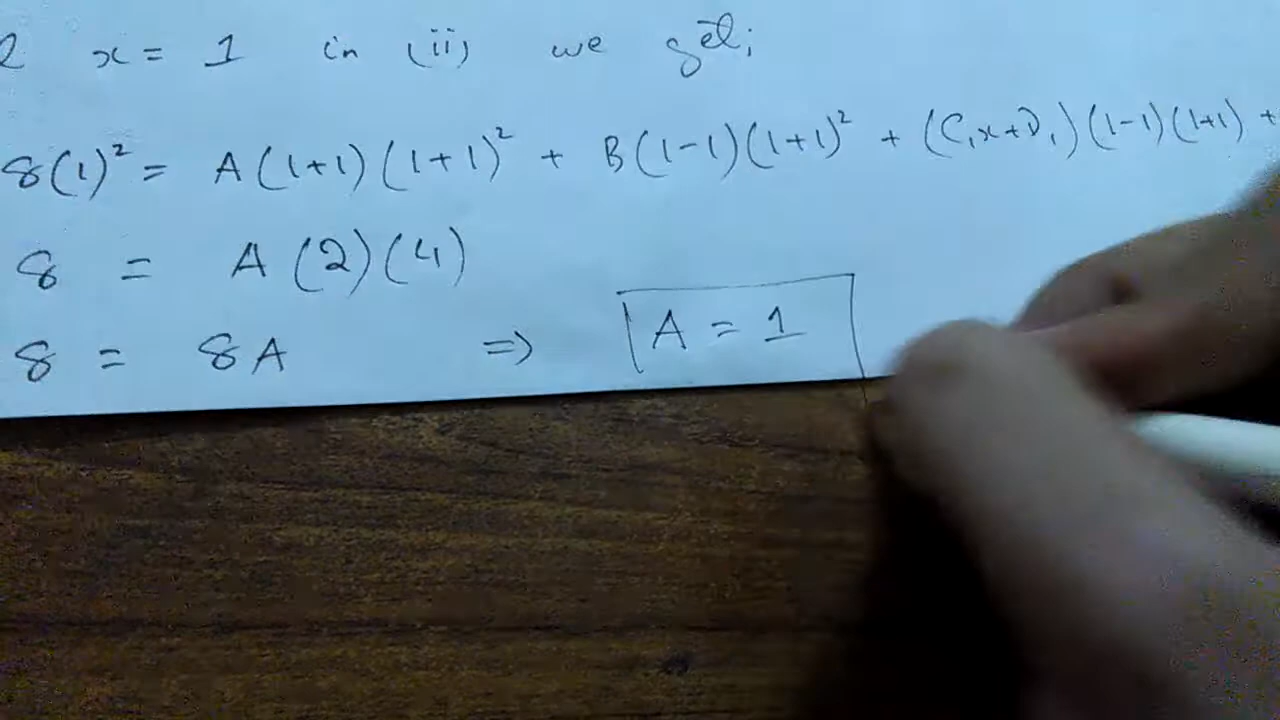 x = 1 in (ii) we get;
8(1)² = A(1+1)(1+1)² + B(1-1)(1+1)² + (C₁x+D₁)(1-1)(1+1) +
8 = A(2)(4)
8 = 8A => A = 1